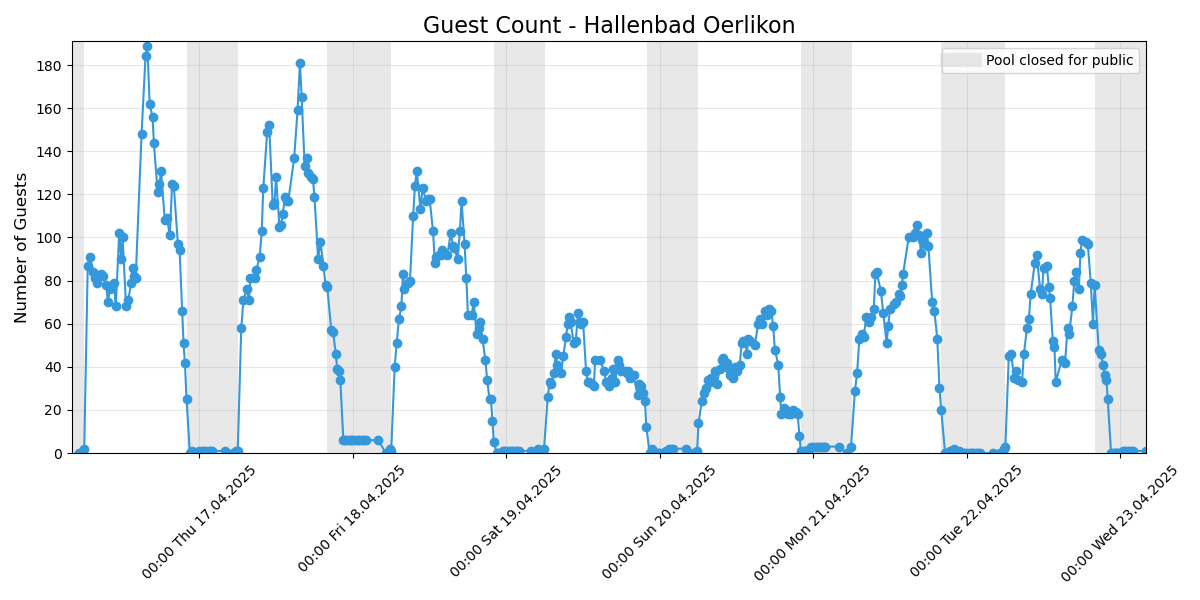 Guest Count - Hallenbad Oerlikon
Pool closed for public
Number of Guests
180
160
140
120
100
80
60
40
20
0
00:00 Thu 17.04.2025
00:00 Fri 18.04.2025
00:00 Sat 19.04.2025
00:00 Sun 20.04.2025
00:00 Mon 21.04.2025
00:00 Tue 22.04.2025
00:00 Wed 23.04.2025